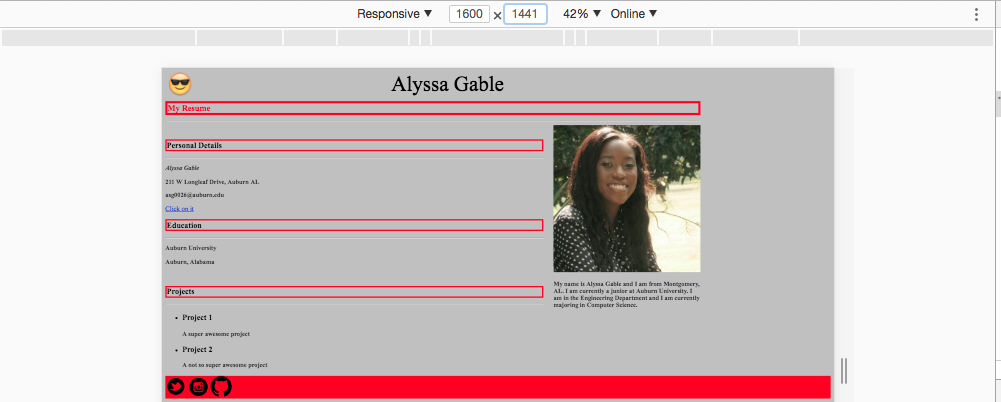 Responsive ▼ 1600 × 1441 42% ▼ Online ▼
Alyssa Gable
My Resume
Personal Details
Alyssa Gable
211 W Longleaf Drive, Auburn AL
asg0026@auburn.edu
Click on it
Education
Auburn University
Auburn, Alabama
Projects
Project 1
A super awesome project
Project 2
A not so super awesome project
My name is Alyssa Gable and I am from Montgomery,
AL. I am currently a junior at Auburn University. I
am in the Engineering Department and I am currently
majoring in Computer Science.